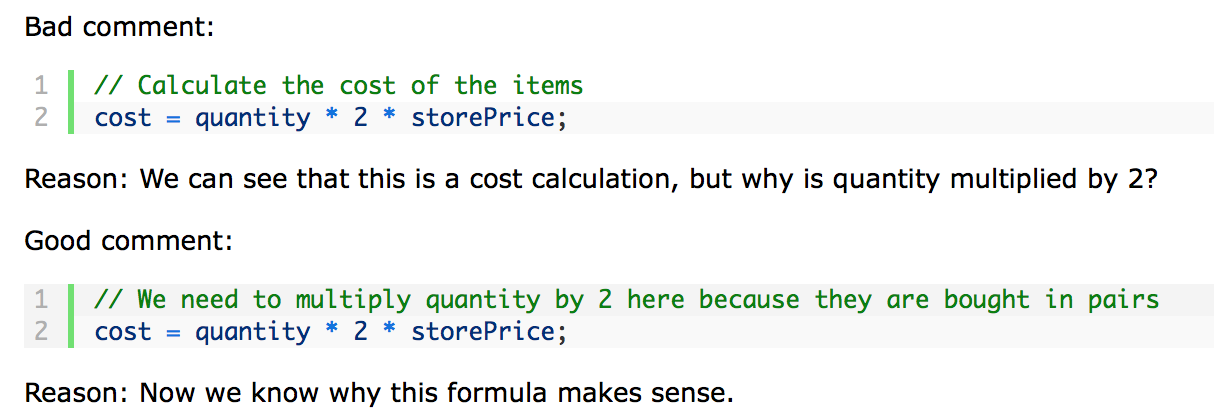 Bad comment:
1 // Calculate the cost of the items
2 cost = quantity * 2 * storePrice;
Reason: We can see that this is a cost calculation, but why is quantity multiplied by 2?
Good comment:
1 // We need to multiply quantity by 2 here because they are bought in pairs
2 cost = quantity * 2 * storePrice;
Reason: Now we know why this formula makes sense.